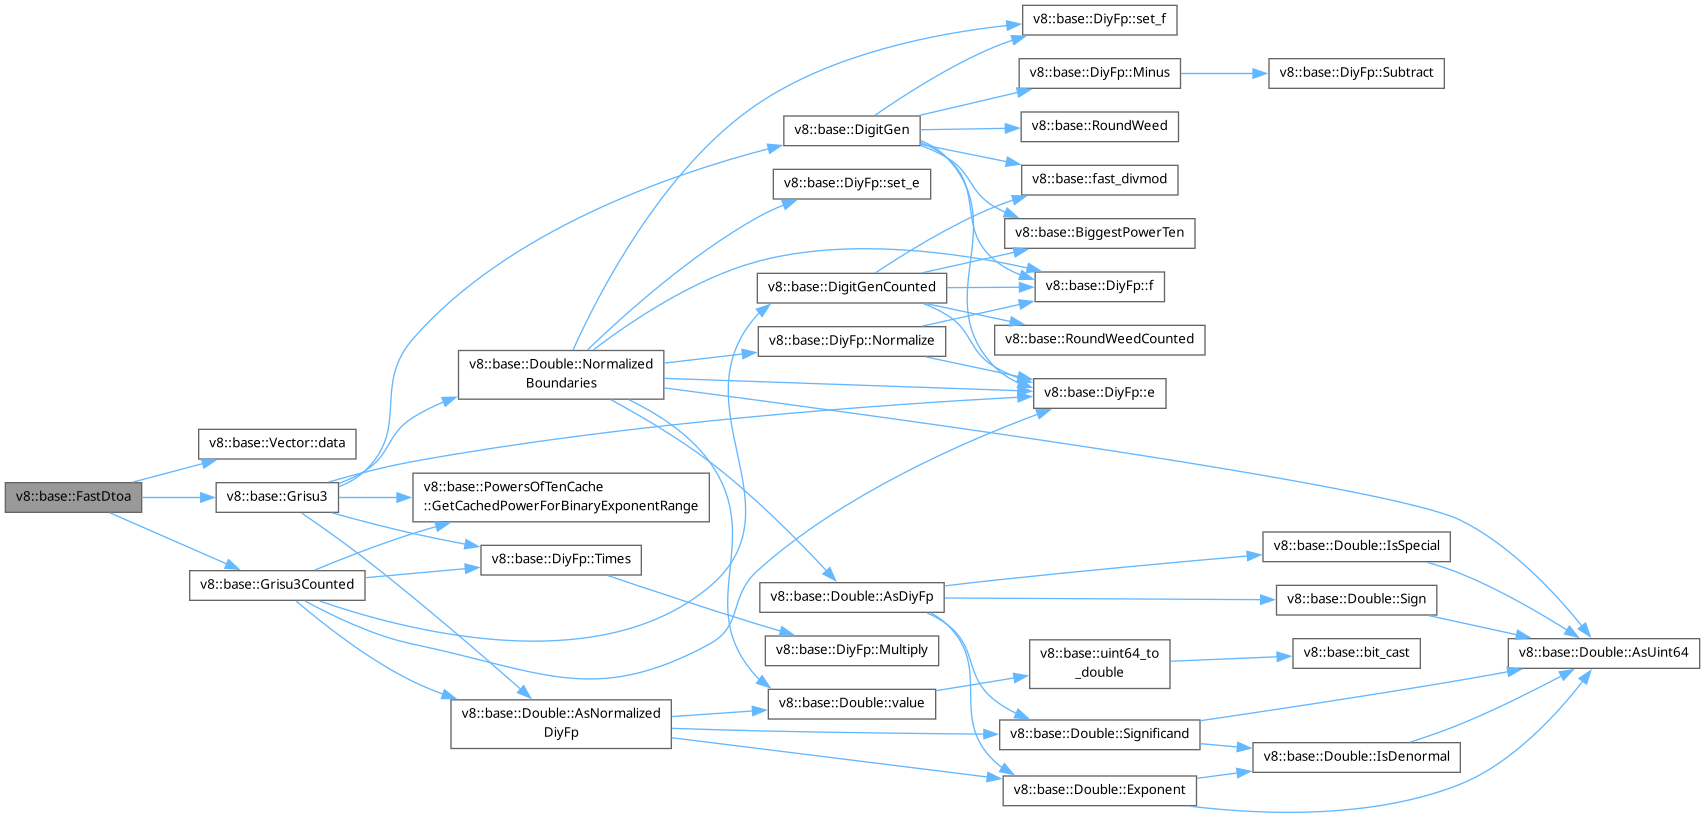 v8::base::FastDtoa
v8::base::Vector::data
v8::base::Grisu3
v8::base::Grisu3Counted
v8::base::Double::Normalized
Boundaries
v8::base::PowersOfTenCache
::GetCachedPowerForBinaryExponentRange
v8::base::DiyFp::Times
v8::base::Double::AsNormalized
DiyFp
v8::base::DigitGen
v8::base::DiyFp::set_e
v8::base::DigitGenCounted
v8::base::DiyFp::Normalize
v8::base::Double::AsDiyFp
v8::base::DiyFp::Multiply
v8::base::Double::value
v8::base::DiyFp::set_f
v8::base::DiyFp::Minus
v8::base::RoundWeed
v8::base::fast_divmod
v8::base::BiggestPowerTen
v8::base::DiyFp::f
v8::base::RoundWeedCounted
v8::base::DiyFp::e
v8::base::uint64_to
_double
v8::base::Double::Significand
v8::base::Double::Exponent
v8::base::DiyFp::Subtract
v8::base::Double::IsSpecial
v8::base::Double::Sign
v8::base::bit_cast
v8::base::Double::IsDenormal
v8::base::Double::AsUint64